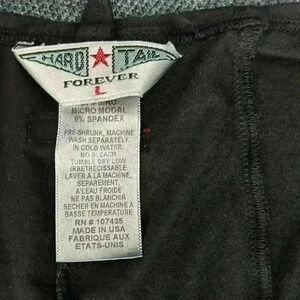 HARD TAIL
FOREVER
L
MICRO MODAL
8% SPANDEX
PRE-SHRUNK, MACHINE
WASH SEPARATELY
IN COLD WATER.
NO BLEACH
TUMBLE DRY LOW
IRRETRECISSABLE
LAVER A LA MACHINE,
SEPAREMENT,
A L'EAU FROIDE
NE PAS BLANCHIR
SECHER EN MACHINE A
BASSE TEMPERATURE
RN # 107435
MADE IN USA
FABRIQUE AUX
ETATS-UNIS